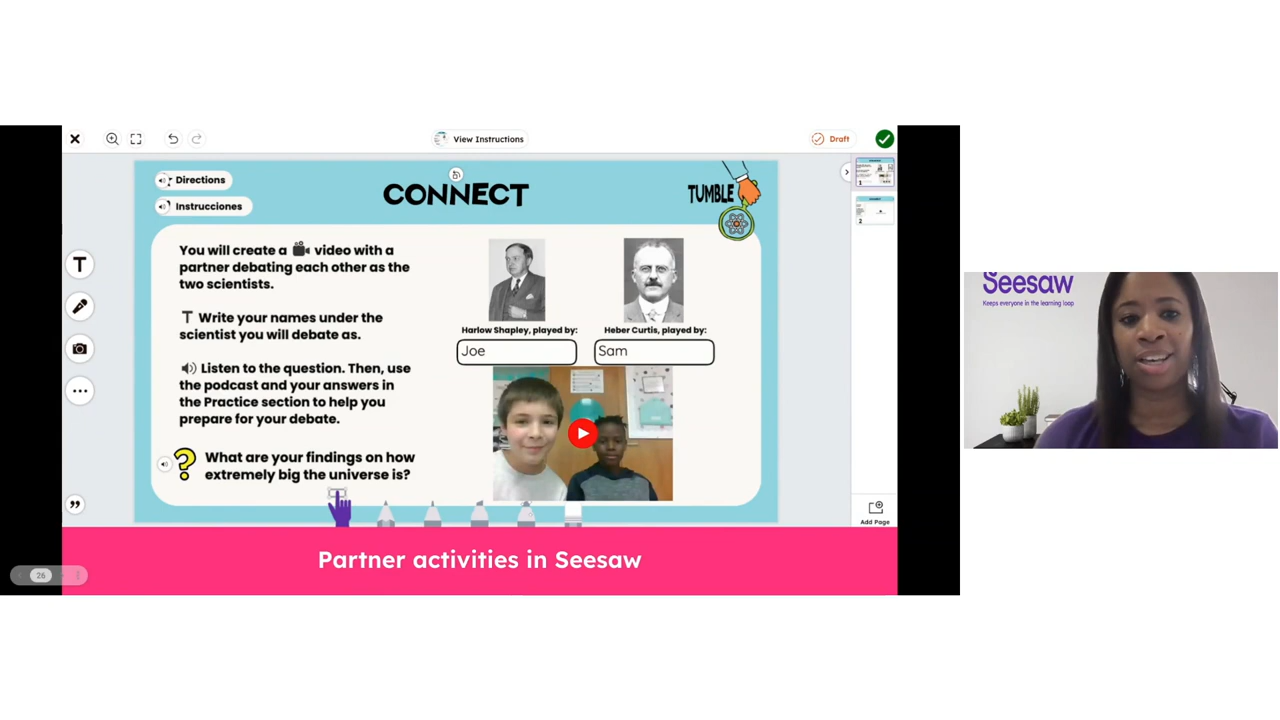 View Instructions
Draft
Directions
Instrucciones
CONNECT
TUMBLE
You will create a video with a
partner debating each other as the
two scientists.
T Write your names under the
scientist you will debate as.
Listen to the question. Then, use
the podcast and your answers in
the Practice section to help you
prepare for your debate.
? What are your findings on how
extremely big the universe is?
Harlow Shapley, played by:
Joe
Heber Curtis, played by:
Sam
T
1
2
Add Page
Partner activities in Seesaw
26
Seesaw
Keeps everyone in the learning loop